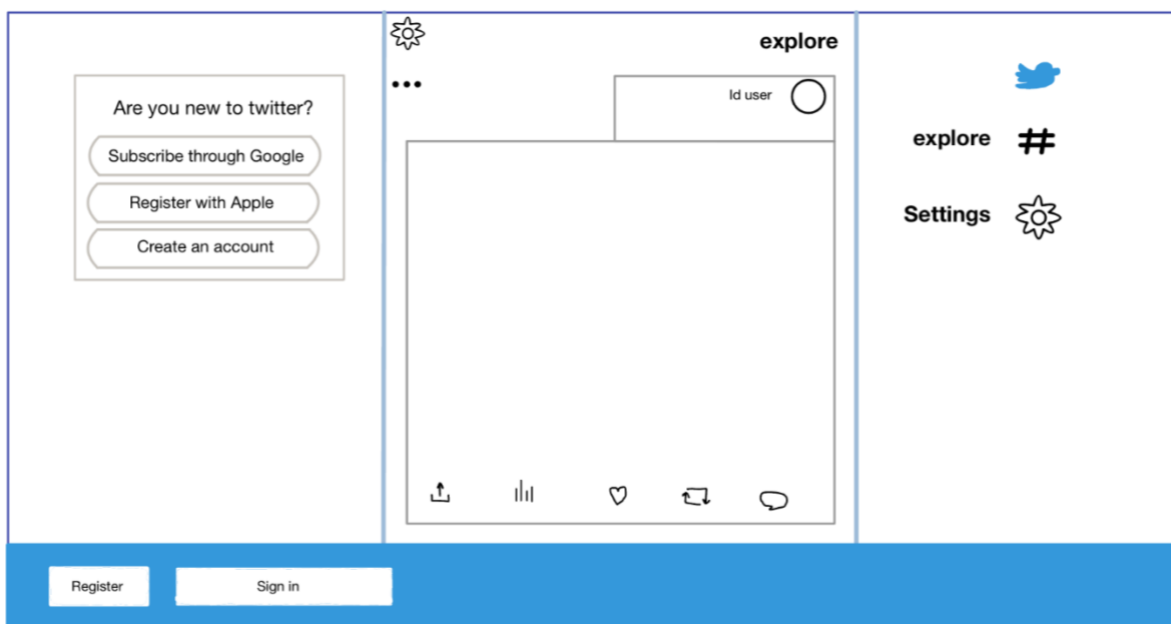 Are you new to twitter?
Subscribe through Google
Register with Apple
Create an account
explore
Id user
explore
Settings
Register
Sign in